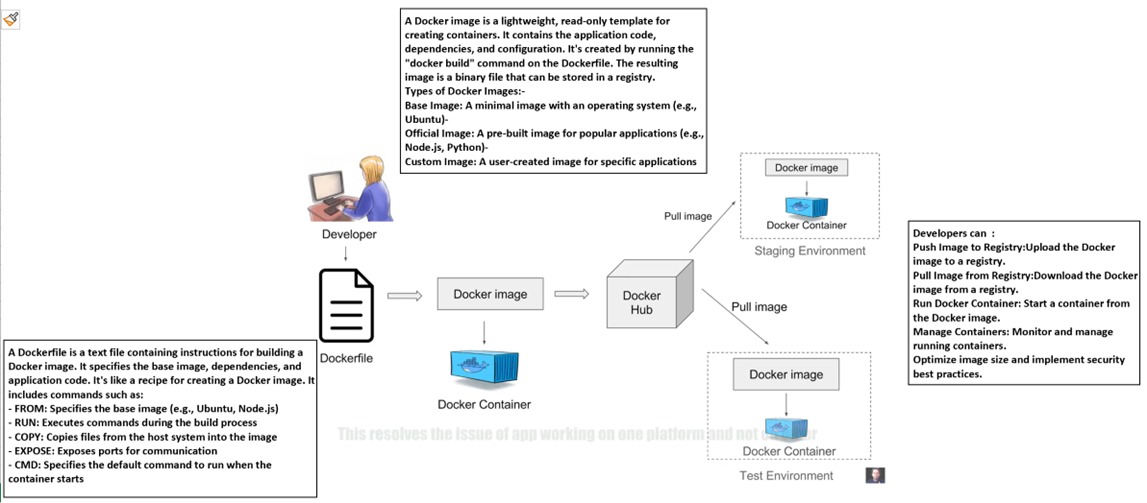 A Docker image is a lightweight, read-only template for
creating containers. It contains the application code,
dependencies, and configuration. It's created by running the
"docker build" command on the Dockerfile. The resulting
image is a binary file that can be stored in a registry.
Types of Docker Images:-
Base Image: A minimal image with an operating system (e.g.,
Ubuntu)-
Official Image: A pre-built image for popular applications (e.g.,
Node.js, Python)-
Custom Image: A user-created image for specific applications
Developer
Dockerfile
Docker image
Docker Container
Docker
Hub
Pull image
Docker image
Docker Container
Staging Environment
Pull image
Docker image
Docker Container
Test Environment
Developers can :
Push Image to Registry:Upload the Docker
image to a registry.
Pull Image from Registry:Download the Docker
image from a registry.
Run Docker Container: Start a container from
the Docker image.
Manage Containers: Monitor and manage
running containers.
Optimize image size and implement security
best practices.
A Dockerfile is a text file containing instructions for building a
Docker image. It specifies the base image, dependencies, and
application code. It's like a recipe for creating a Docker image. It
includes commands such as:
- FROM: Specifies the base image (e.g., Ubuntu, Node.js)
- RUN: Executes commands during the build process
- COPY: Copies files from the host system into the image
- EXPOSE: Exposes ports for communication
- CMD: Specifies the default command to run when the
container starts
This resolves the issue of app working on one platform and not